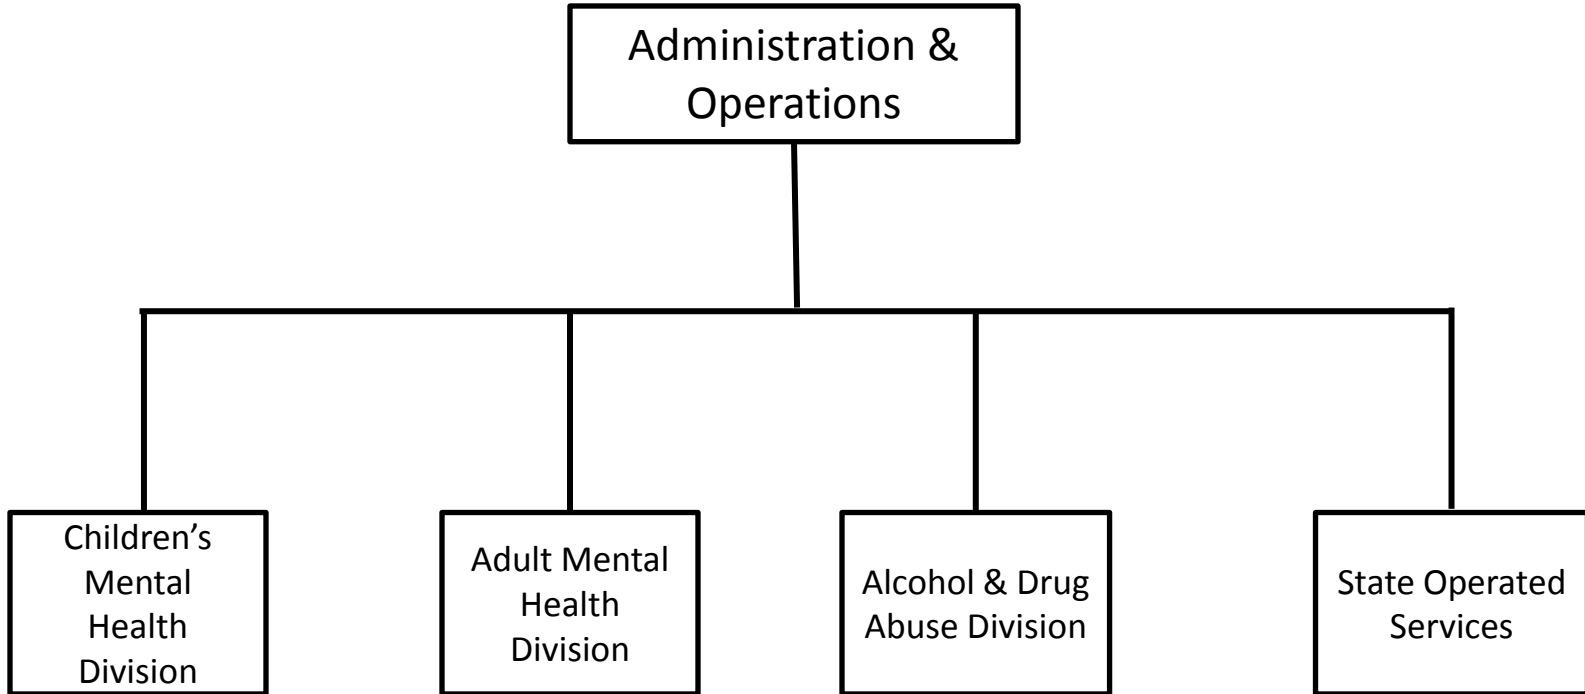 Administration &
Operations
Children’s
Mental
Health
Division
Adult Mental
Health
Division
Alcohol & Drug
Abuse Division
State Operated
Services